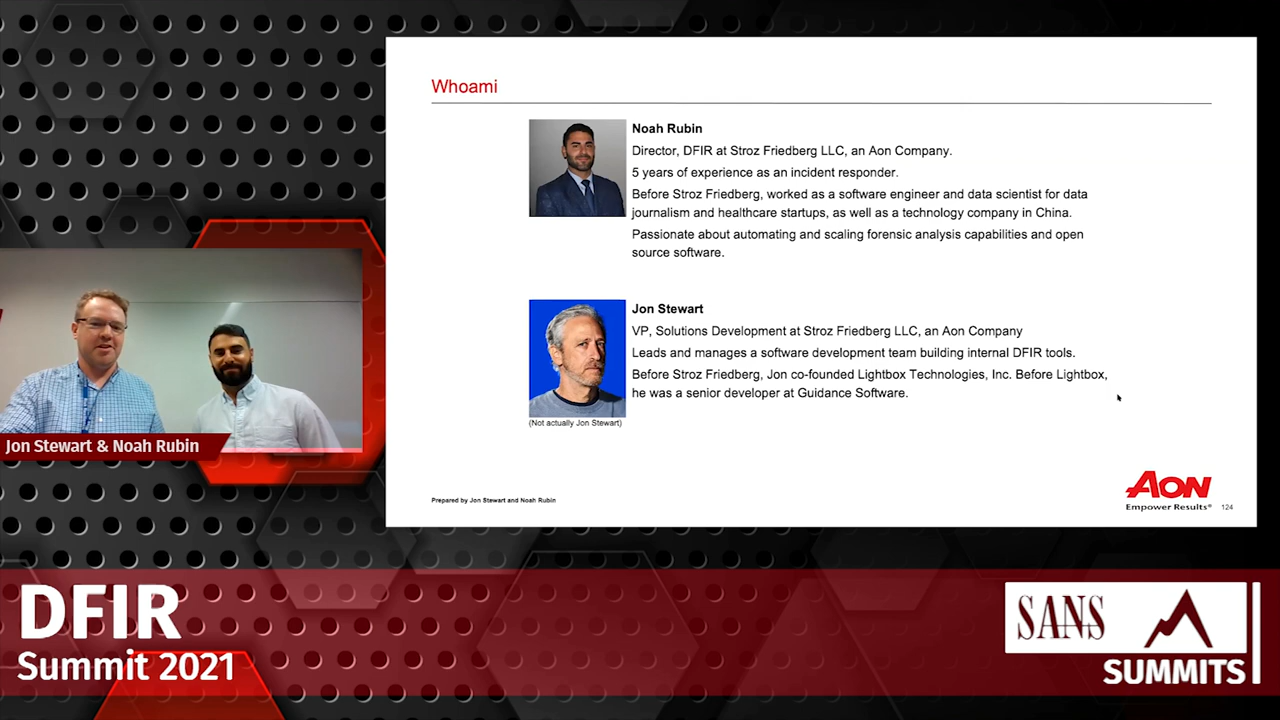 Whoami
Noah Rubin
Director, DFIR at Stroz Friedberg LLC, an Aon Company.
5 years of experience as an incident responder.
Before Stroz Friedberg, worked as a software engineer and data scientist for data
journalism and healthcare startups, as well as a technology company in China.
Passionate about automating and scaling forensic analysis capabilities and open
source software.
Jon Stewart
VP, Solutions Development at Stroz Friedberg LLC, an Aon Company
Leads and manages a software development team building internal DFIR tools.
Before Stroz Friedberg, Jon co-founded Lightbox Technologies, Inc. Before Lightbox,
he was a senior developer at Guidance Software.
(Not actually Jon Stewart)
Prepared by Jon Stewart and Noah Rubin
AON
Empower Results®
124
Jon Stewart & Noah Rubin
DFIR
Summit 2021
SANS
SUMMITS